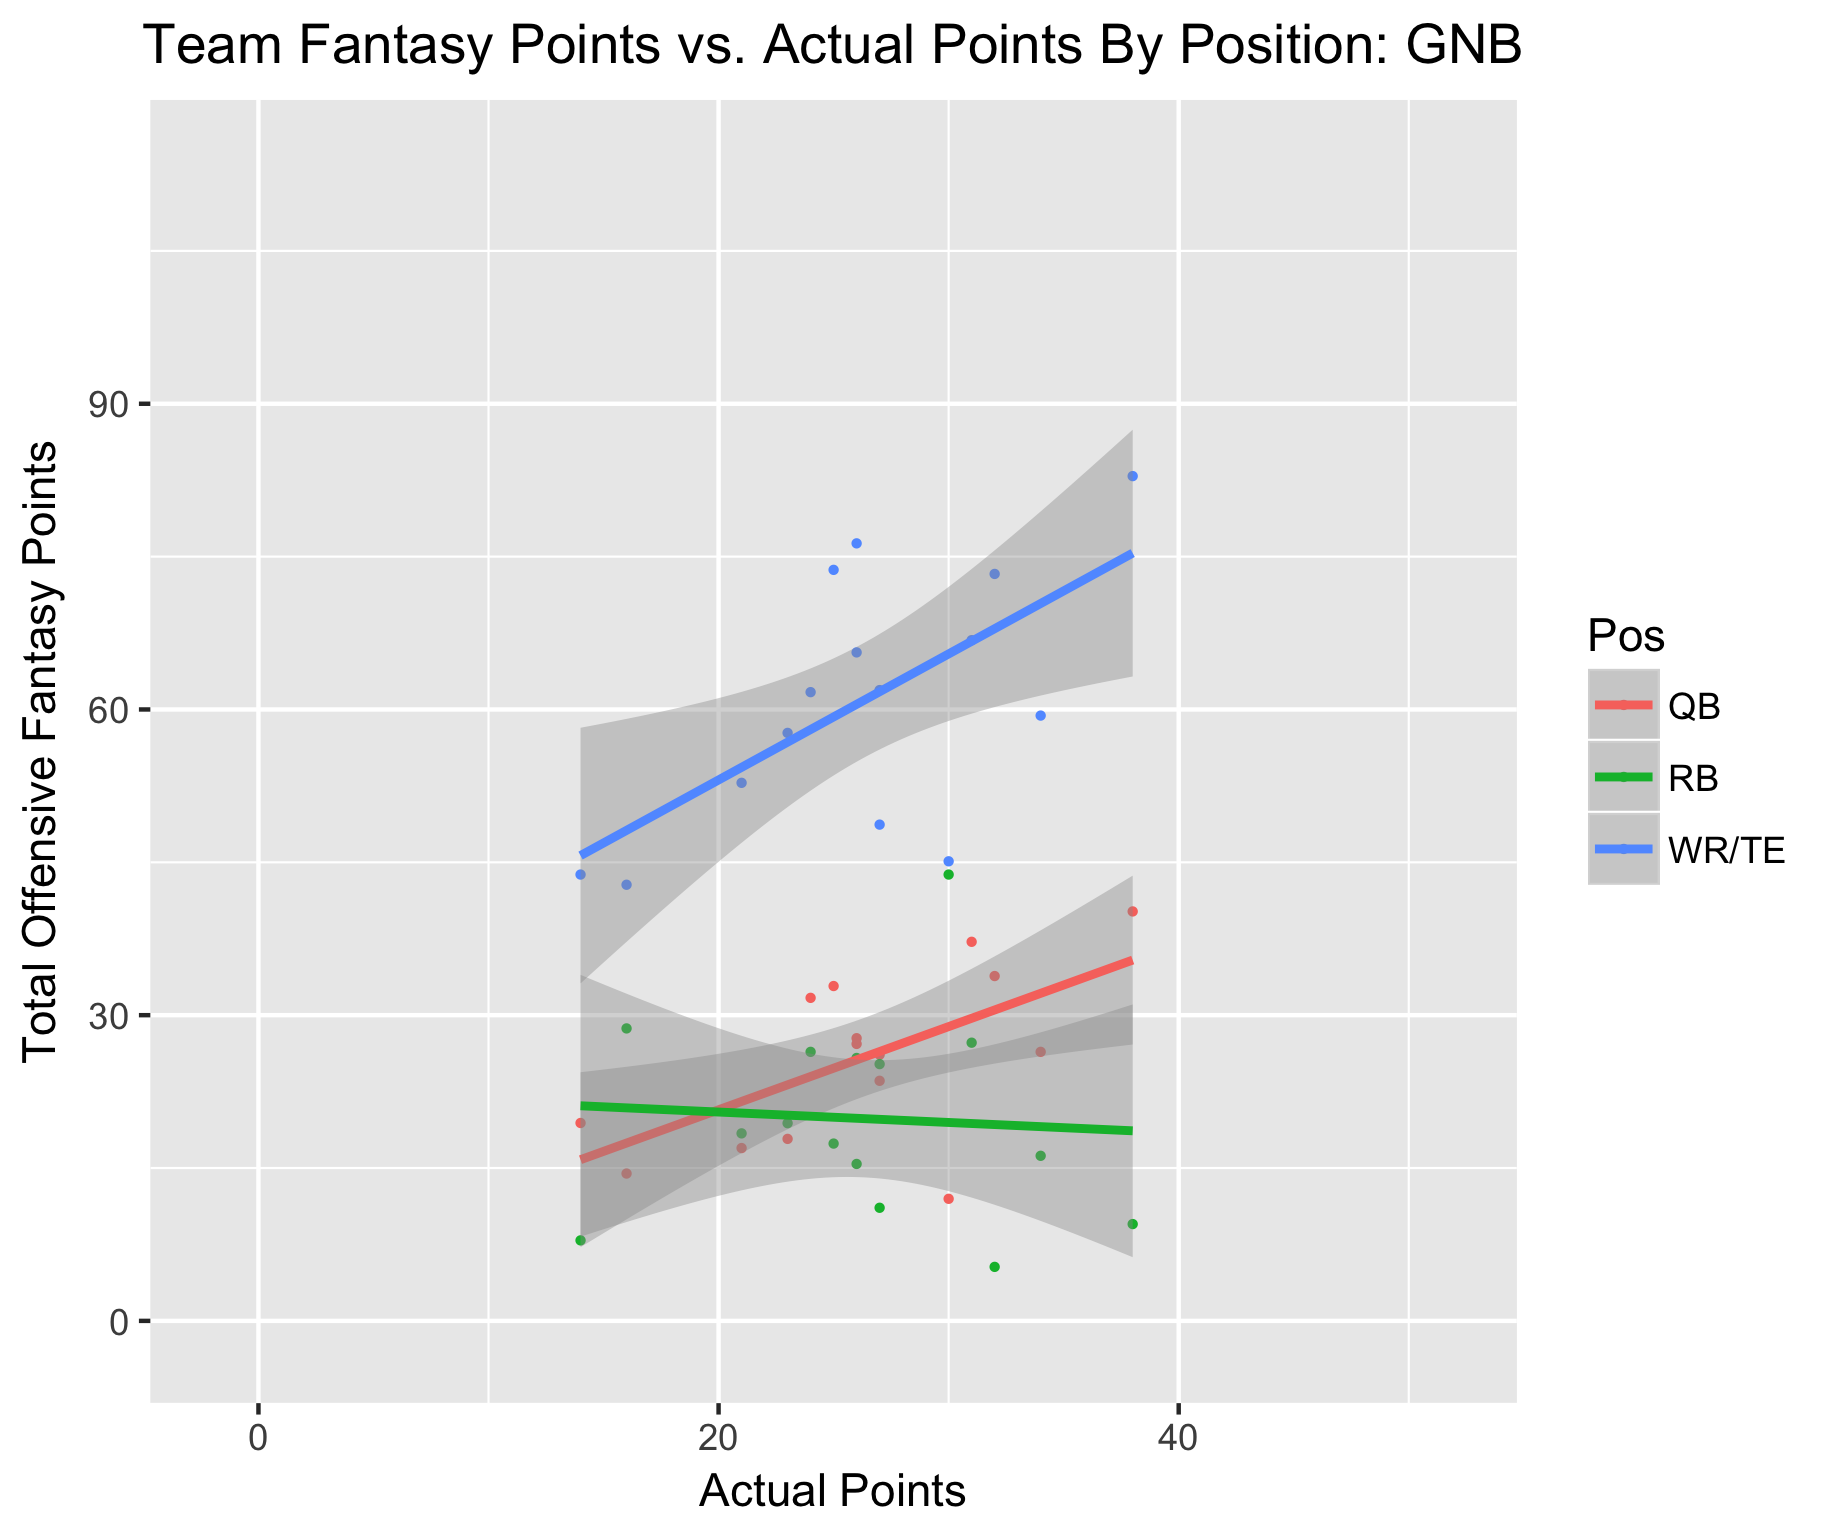 Team Fantasy Points vs. Actual Points By Position: GNB
Total Offensive Fantasy Points
90
60
30
0
0
20
40
Actual Points
Pos
QB
RB
WR/TE